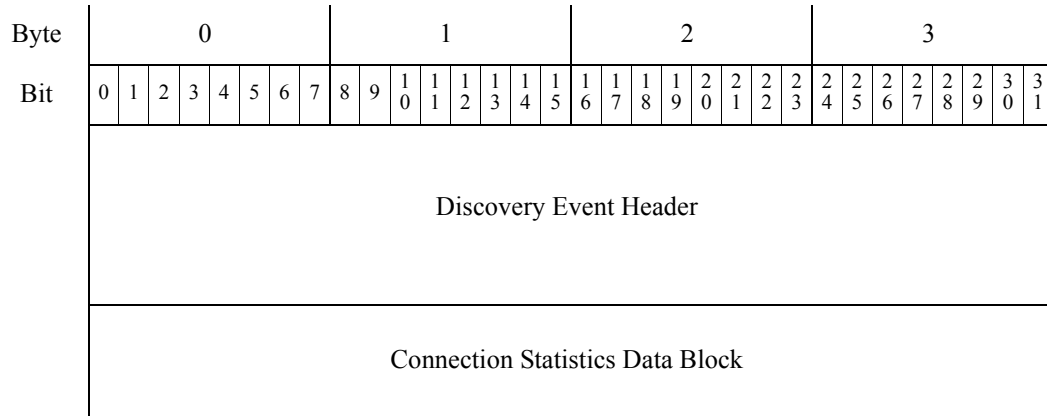 Byte 0 1 2 3
Bit 0 1 2 3 4 5 6 7 8 9 10 11 12 13 14 15 16 17 18 19 20 21 22 23 24 25 26 27 28 29 30 31
Discovery Event Header
Connection Statistics Data Block